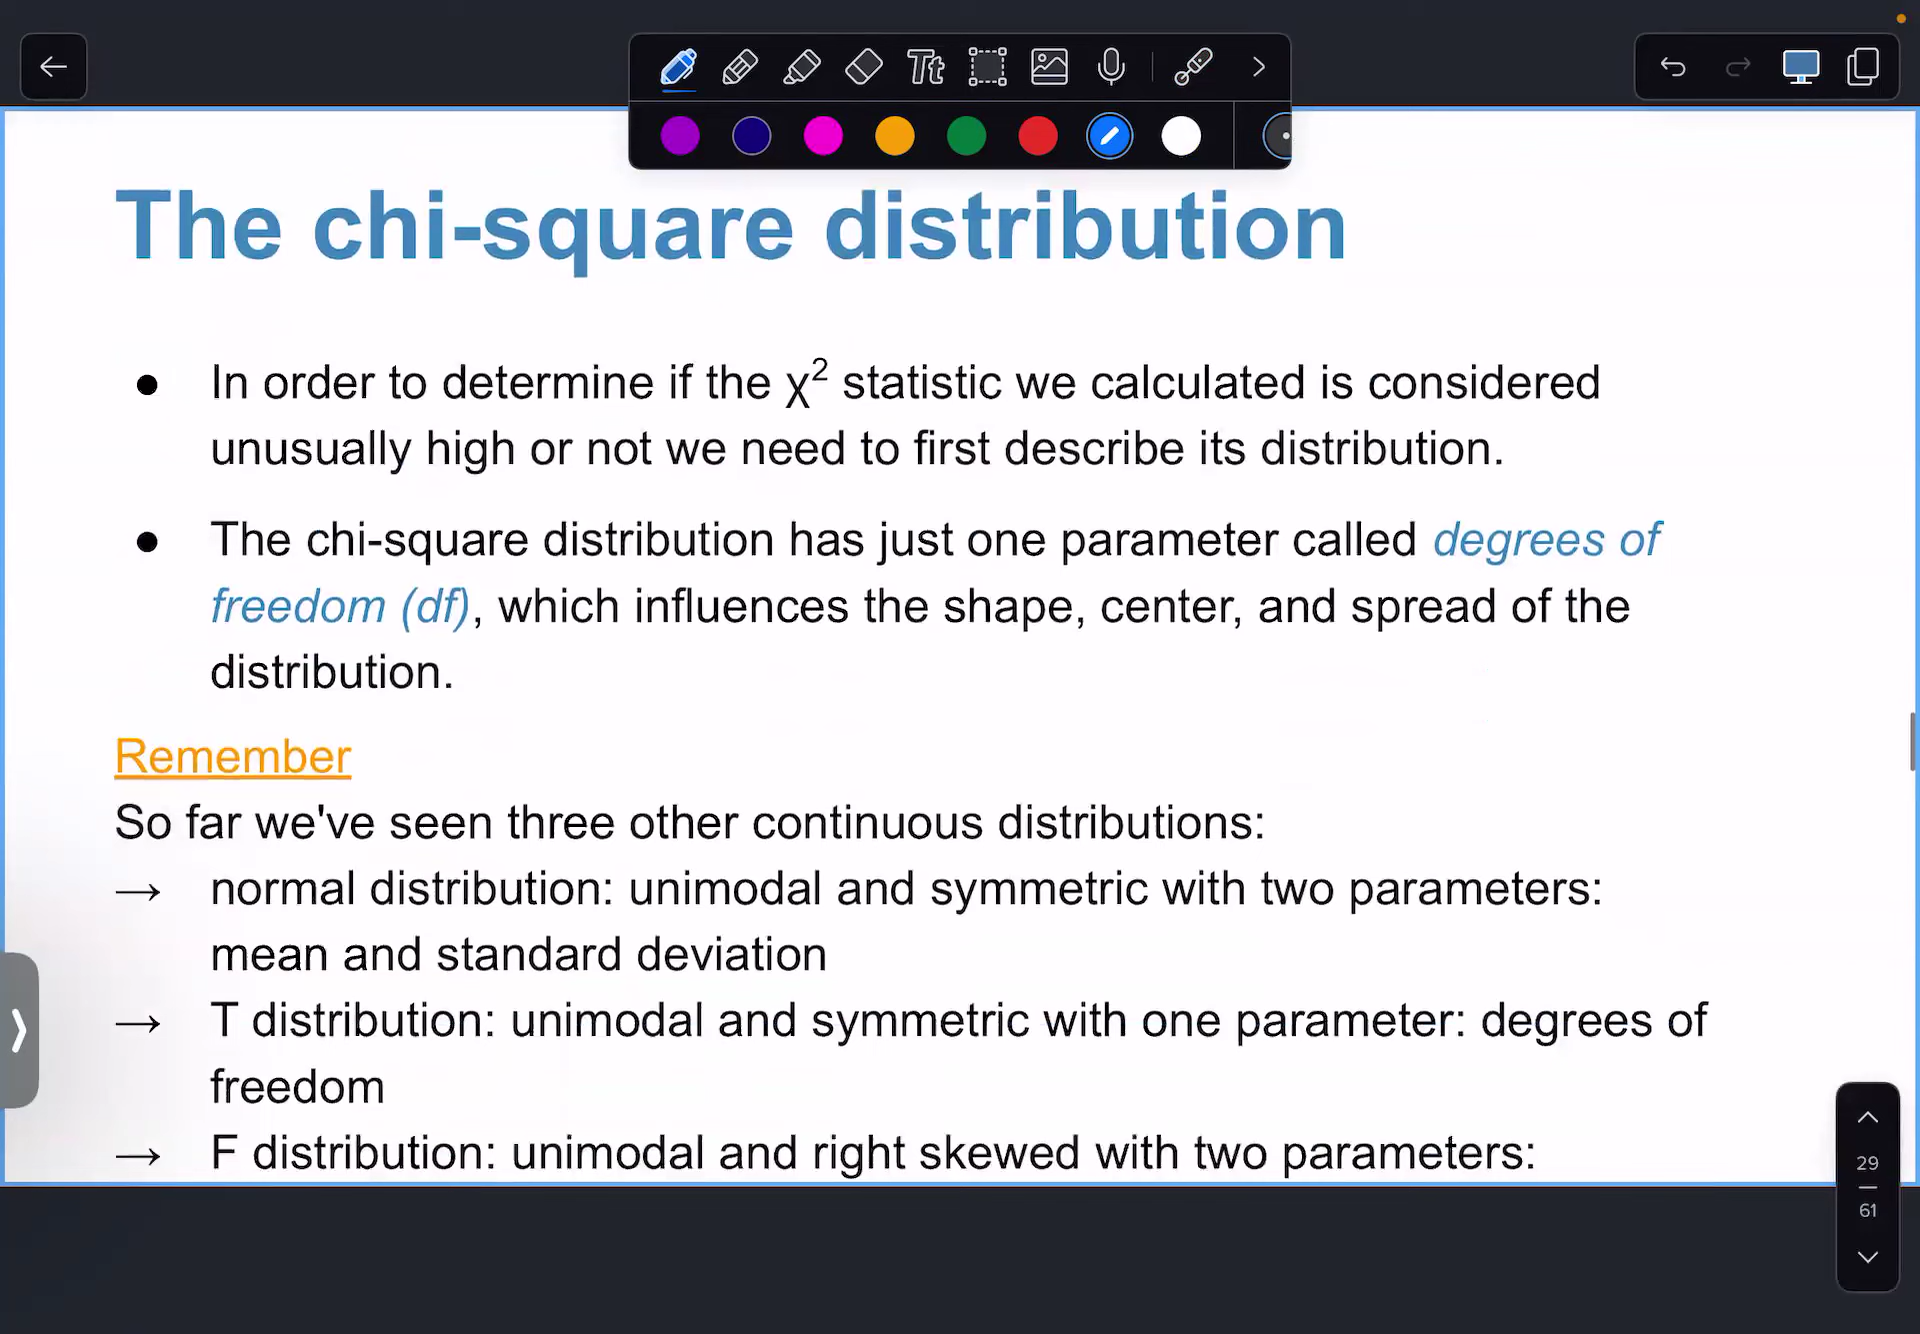 Tt
The chi-square distribution
● In order to determine if the χ² statistic we calculated is considered
unusually high or not we need to first describe its distribution.
● The chi-square distribution has just one parameter called degrees of
freedom (df), which influences the shape, center, and spread of the
distribution.
Remember
So far we've seen three other continuous distributions:
→ normal distribution: unimodal and symmetric with two parameters:
mean and standard deviation
→ T distribution: unimodal and symmetric with one parameter: degrees of
freedom
→ F distribution: unimodal and right skewed with two parameters:
29
61